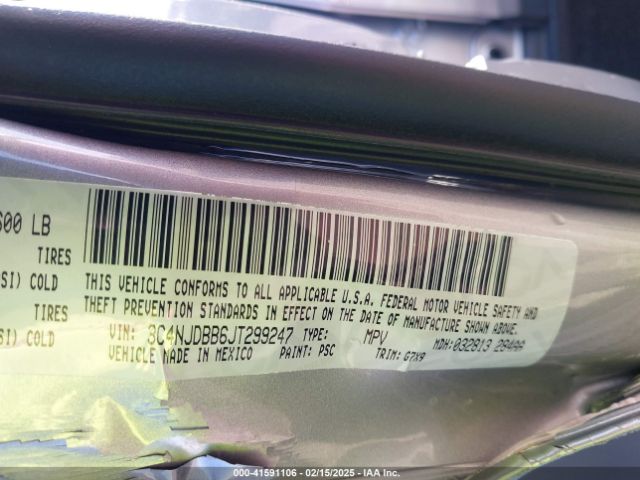 600 LB
TIRES
SI) COLD
TIRES
SI) COLD
THIS VEHICLE CONFORMS TO ALL APPLICABLE U.S.A. FEDERAL MOTOR VEHICLE SAFETY AND
THEFT PREVENTION STANDARDS IN EFFECT ON THE DATE OF MANUFACTURE SHOWN ABOVE.
VIN: 3C4NJDBB6JT299247 TYPE: MPV MDH: 032813 284AA
VEHICLE MADE IN MEXICO PAINT: PSC TRIM: G7X9
000-41591106 - 02/15/2025 - IAA Inc.